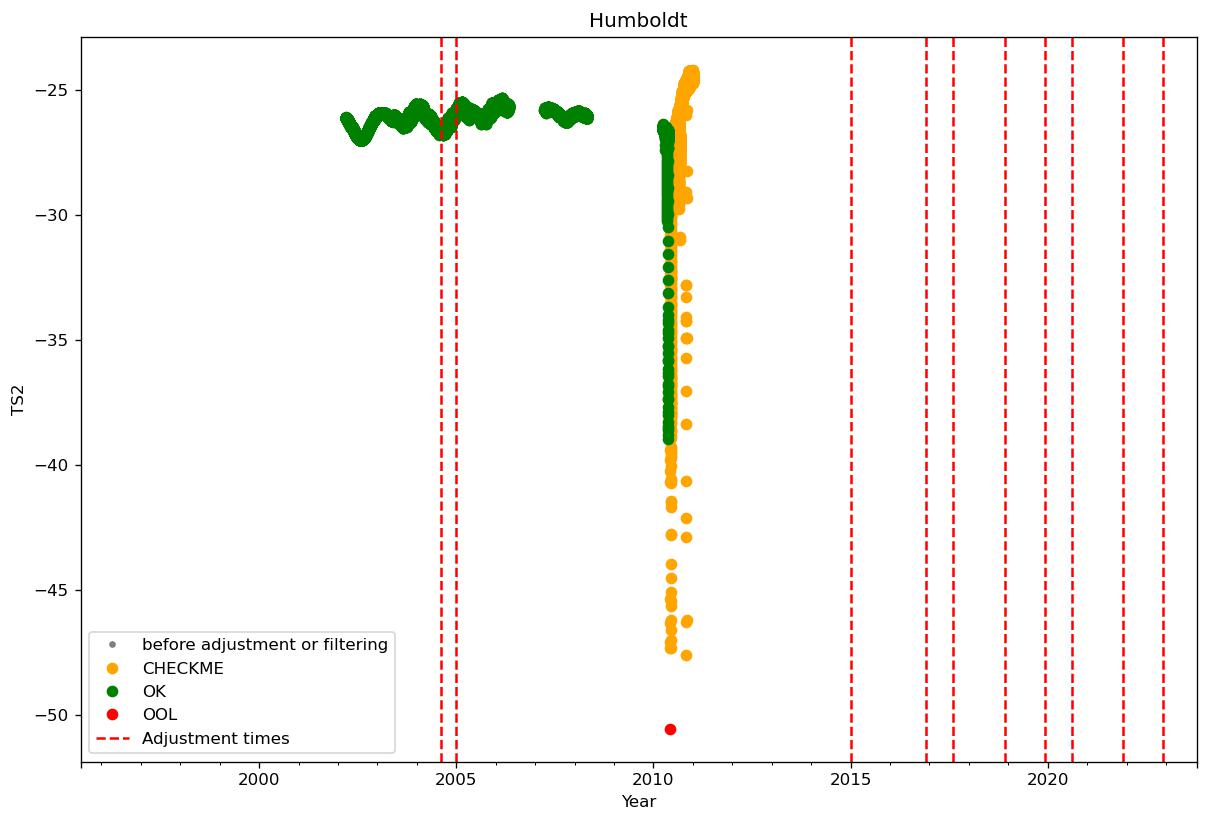 Humboldt
TS2
−25
−30
−35
−40
−45
−50
before adjustment or filtering
CHECKME
OK
OOL
Adjustment times
2000
2005
2010
2015
2020
Year